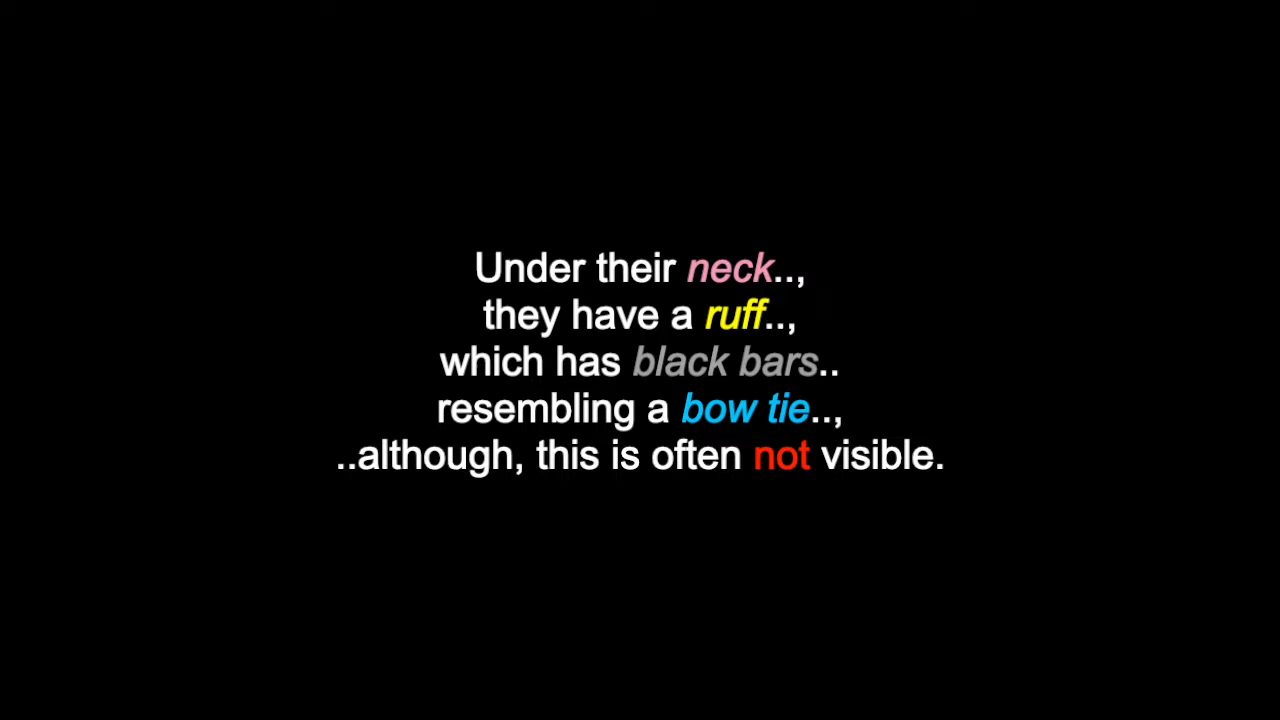 Under their neck..,
they have a ruff..,
which has black bars..
resembling a bow tie..,
..although, this is often not visible.